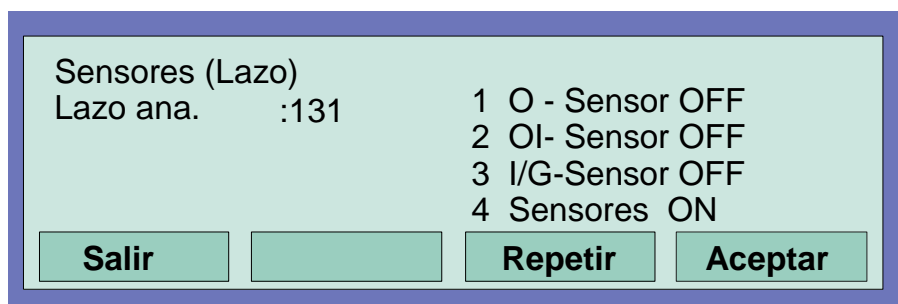 Sensores (Lazo)
Lazo ana. :131
1 O - Sensor OFF
2 OI- Sensor OFF
3 I/G-Sensor OFF
4 Sensores ON
Salir Repetir Aceptar